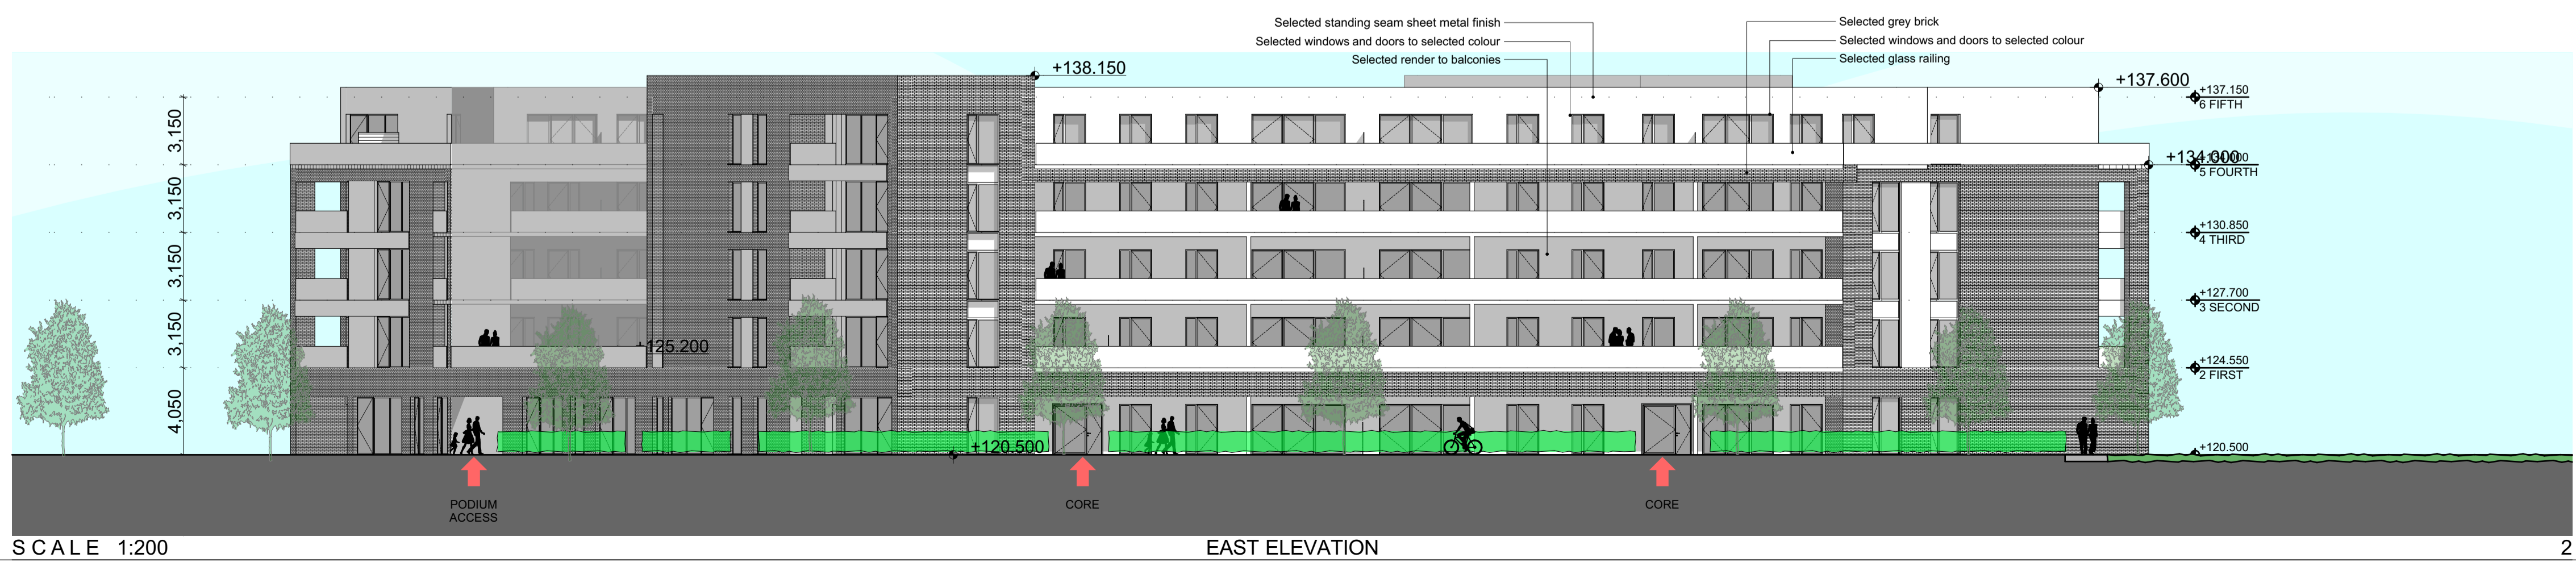 Selected standing seam sheet metal finish
Selected windows and doors to selected colour
Selected render to balconies
Selected grey brick
Selected windows and doors to selected colour
Selected glass railing
+138.150
+137.600
+137.150
6 FIFTH
3,150
+134.000
+134.000
5 FOURTH
3,150
+130.850
4 THIRD
3,150
+127.700
3 SECOND
3,150
+125.200
+124.550
2 FIRST
4,050
+120.500
+120.500
PODIUM
ACCESS
CORE
CORE
SCALE 1:200
EAST ELEVATION
2